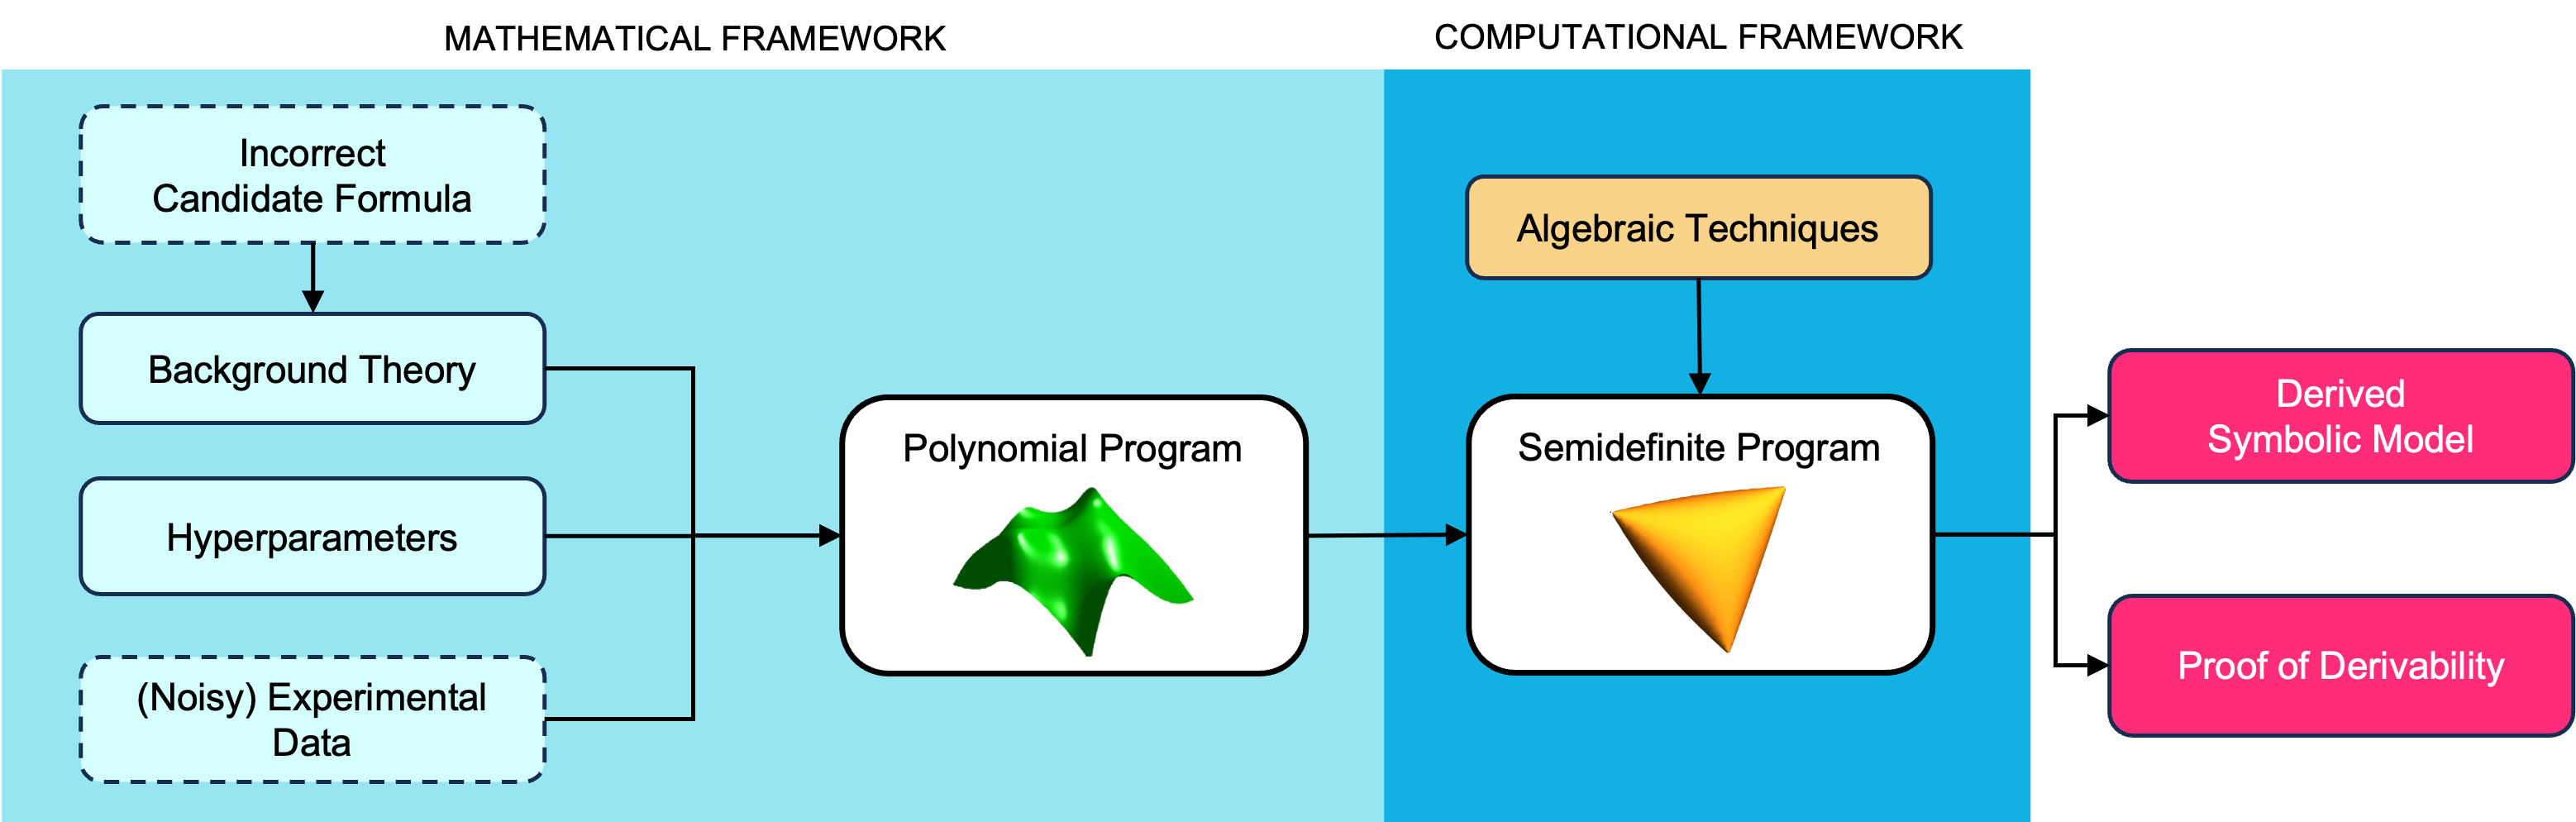 MATHEMATICAL FRAMEWORK
COMPUTATIONAL FRAMEWORK
Incorrect
Candidate Formula
Background Theory
Hyperparameters
(Noisy) Experimental
Data
Polynomial Program
Algebraic Techniques
Semidefinite Program
Derived
Symbolic Model
Proof of Derivability